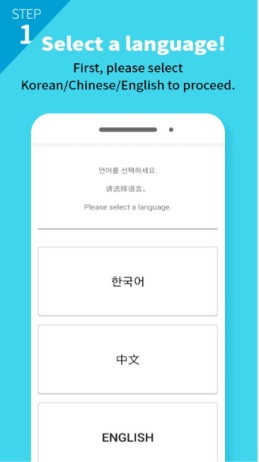 STEP
1
Select a language!
First, please select
Korean/Chinese/English to proceed.
언어를 선택하세요.
请选择语言。
Please select a language.
한국어
中文
ENGLISH